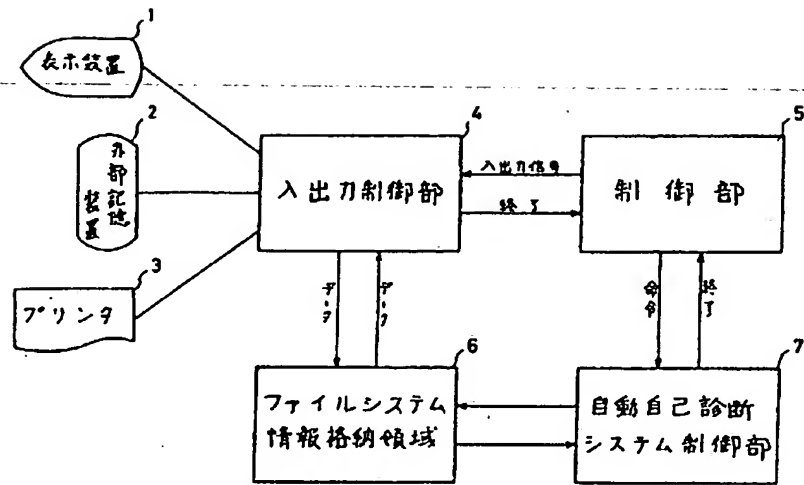 1
表示装置
2
外部記憶
装置
3
プリンタ
4
入出力制御部
5
制御部
入出力信号
終了
データ
データ
命令
終了
6
ファイルシステム
情報格納領域
7
自動自己診断
システム制御部